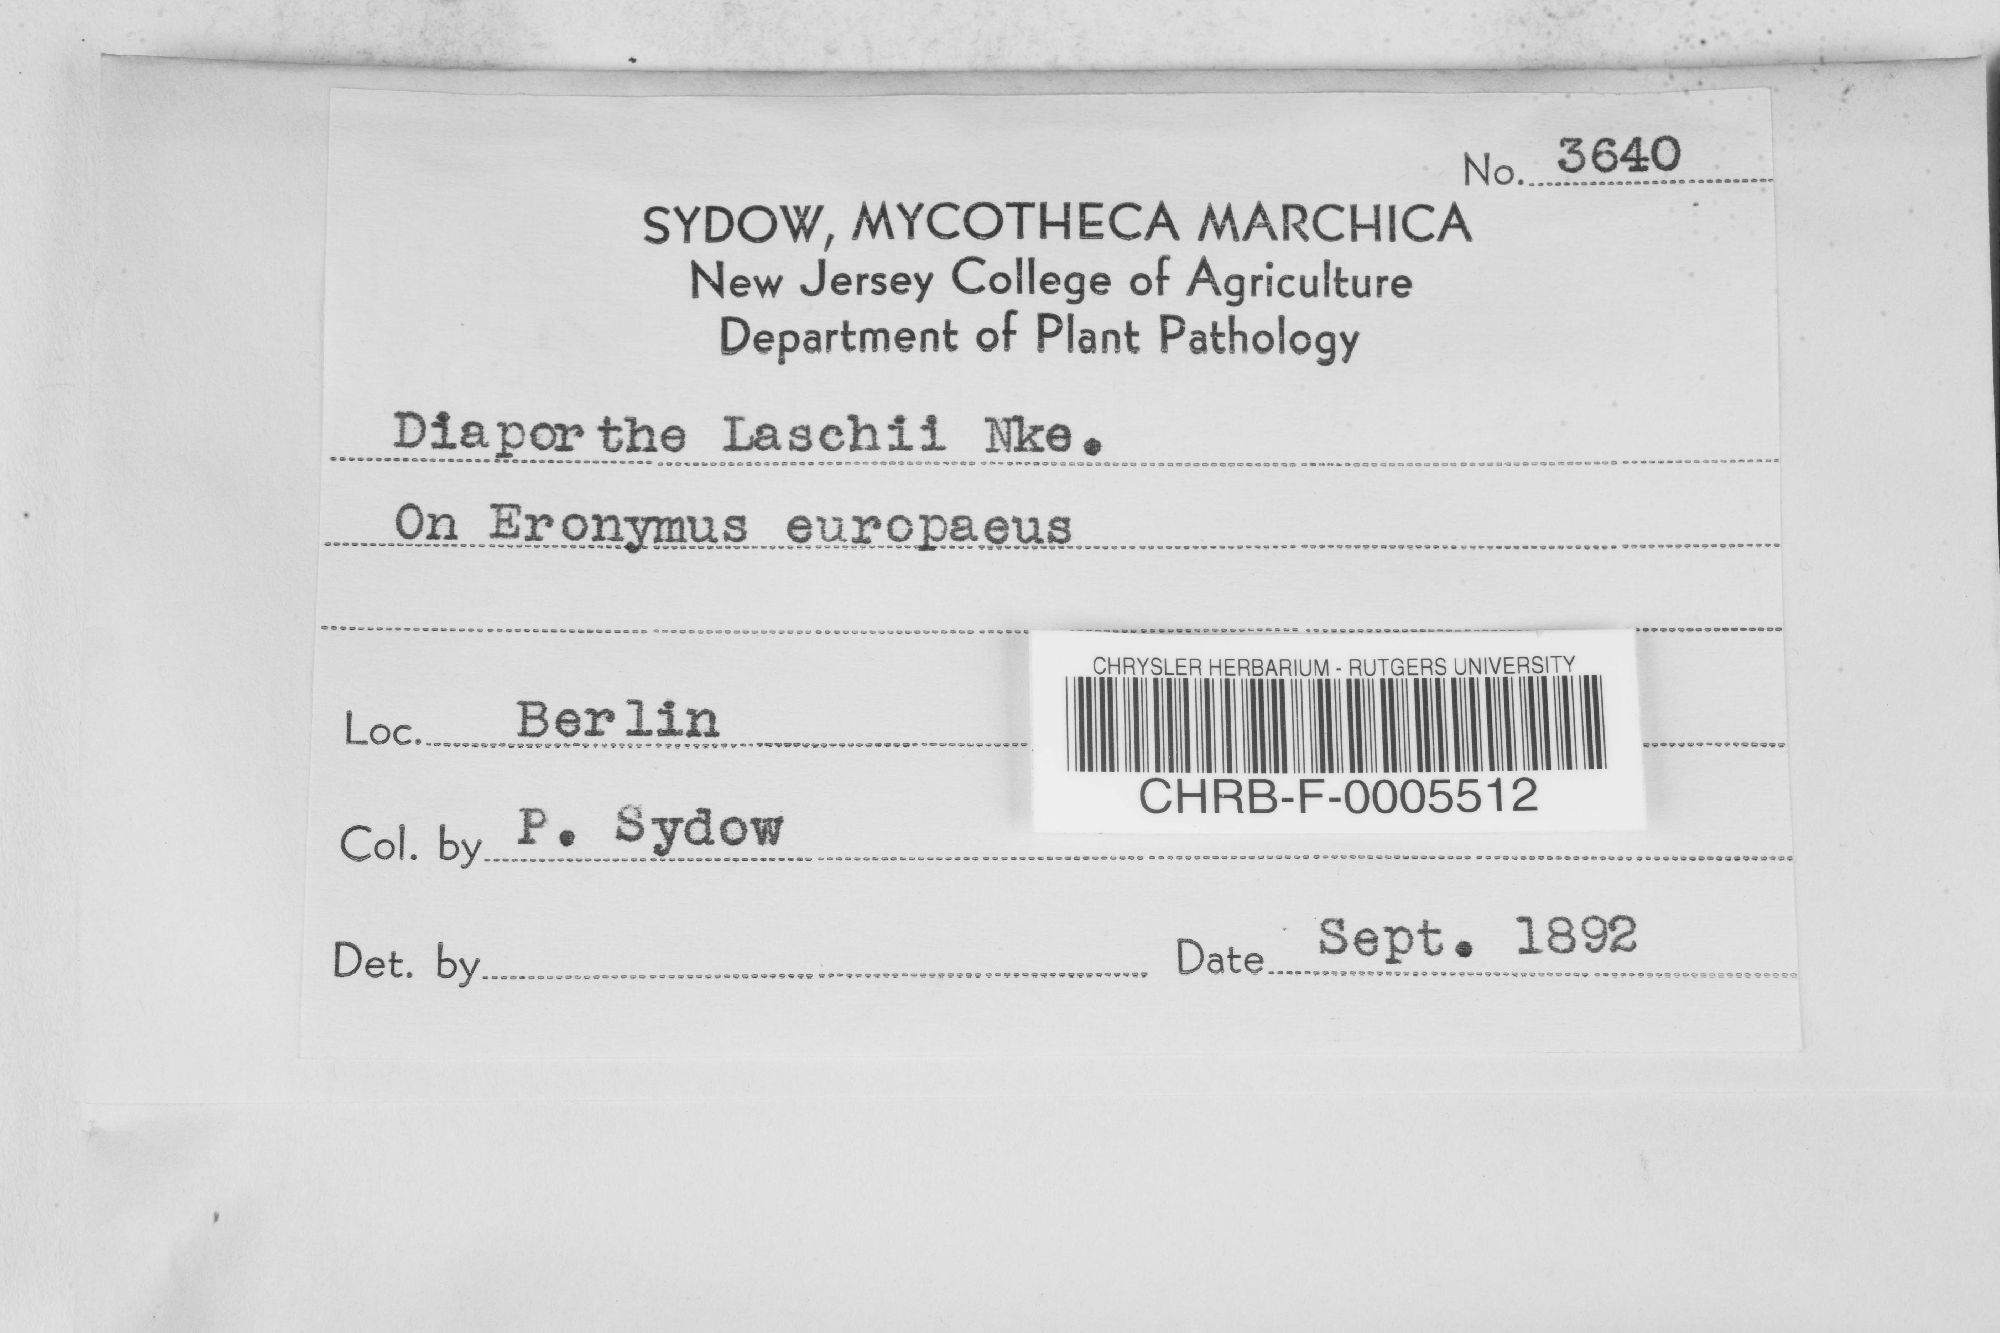 No. 3640
SYDOW, MYCOTHECA MARCHICA
New Jersey College of Agriculture
Department of Plant Pathology
Diaporthe Laschii Nke.
On Eronymus europaeus
CHRYSLER HERBARIUM - RUTGERS UNIVERSITY
Loc. Berlin
CHRB-F-0005512
Col. by P. Sydow
Det. by
Date Sept. 1892